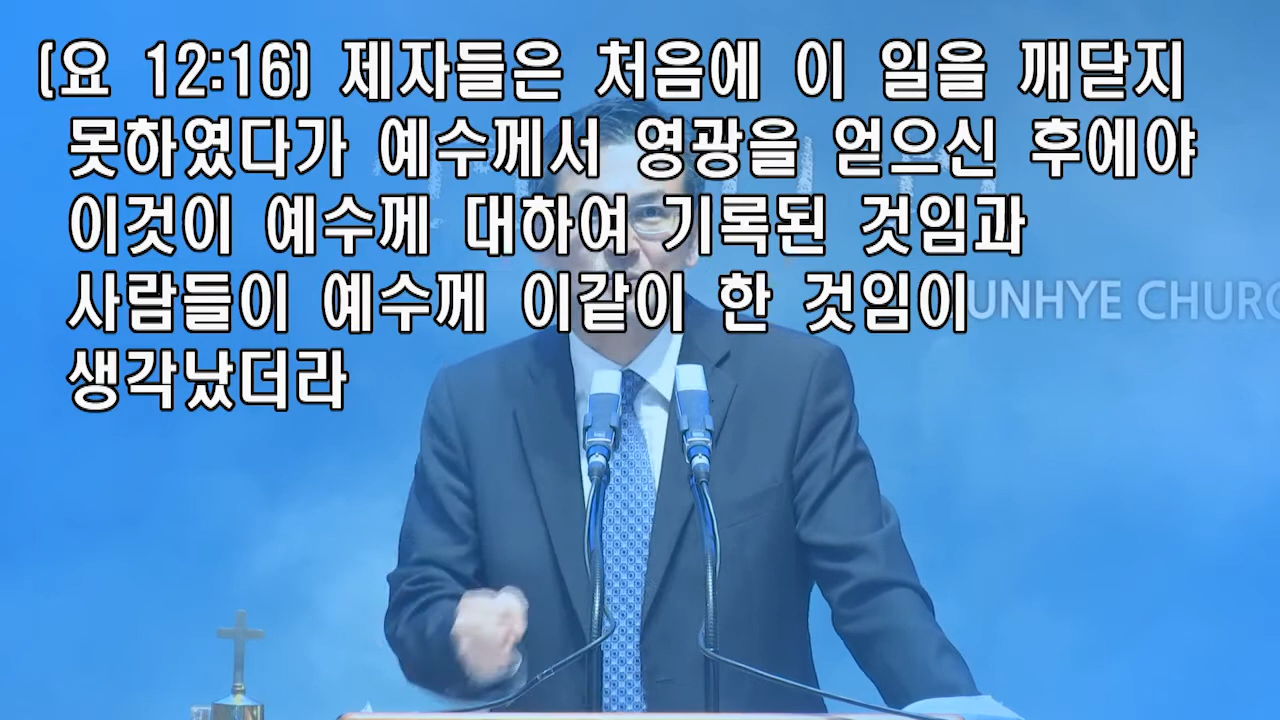 (요 12:16) 제자들은 처음에 이 일을 깨닫지
못하였다가 예수께서 영광을 얻으신 후에야
이것이 예수께 대하여 기록된 것임과
사람들이 예수께 이같이 한 것임이
생각났더라
UNHYE CHURC